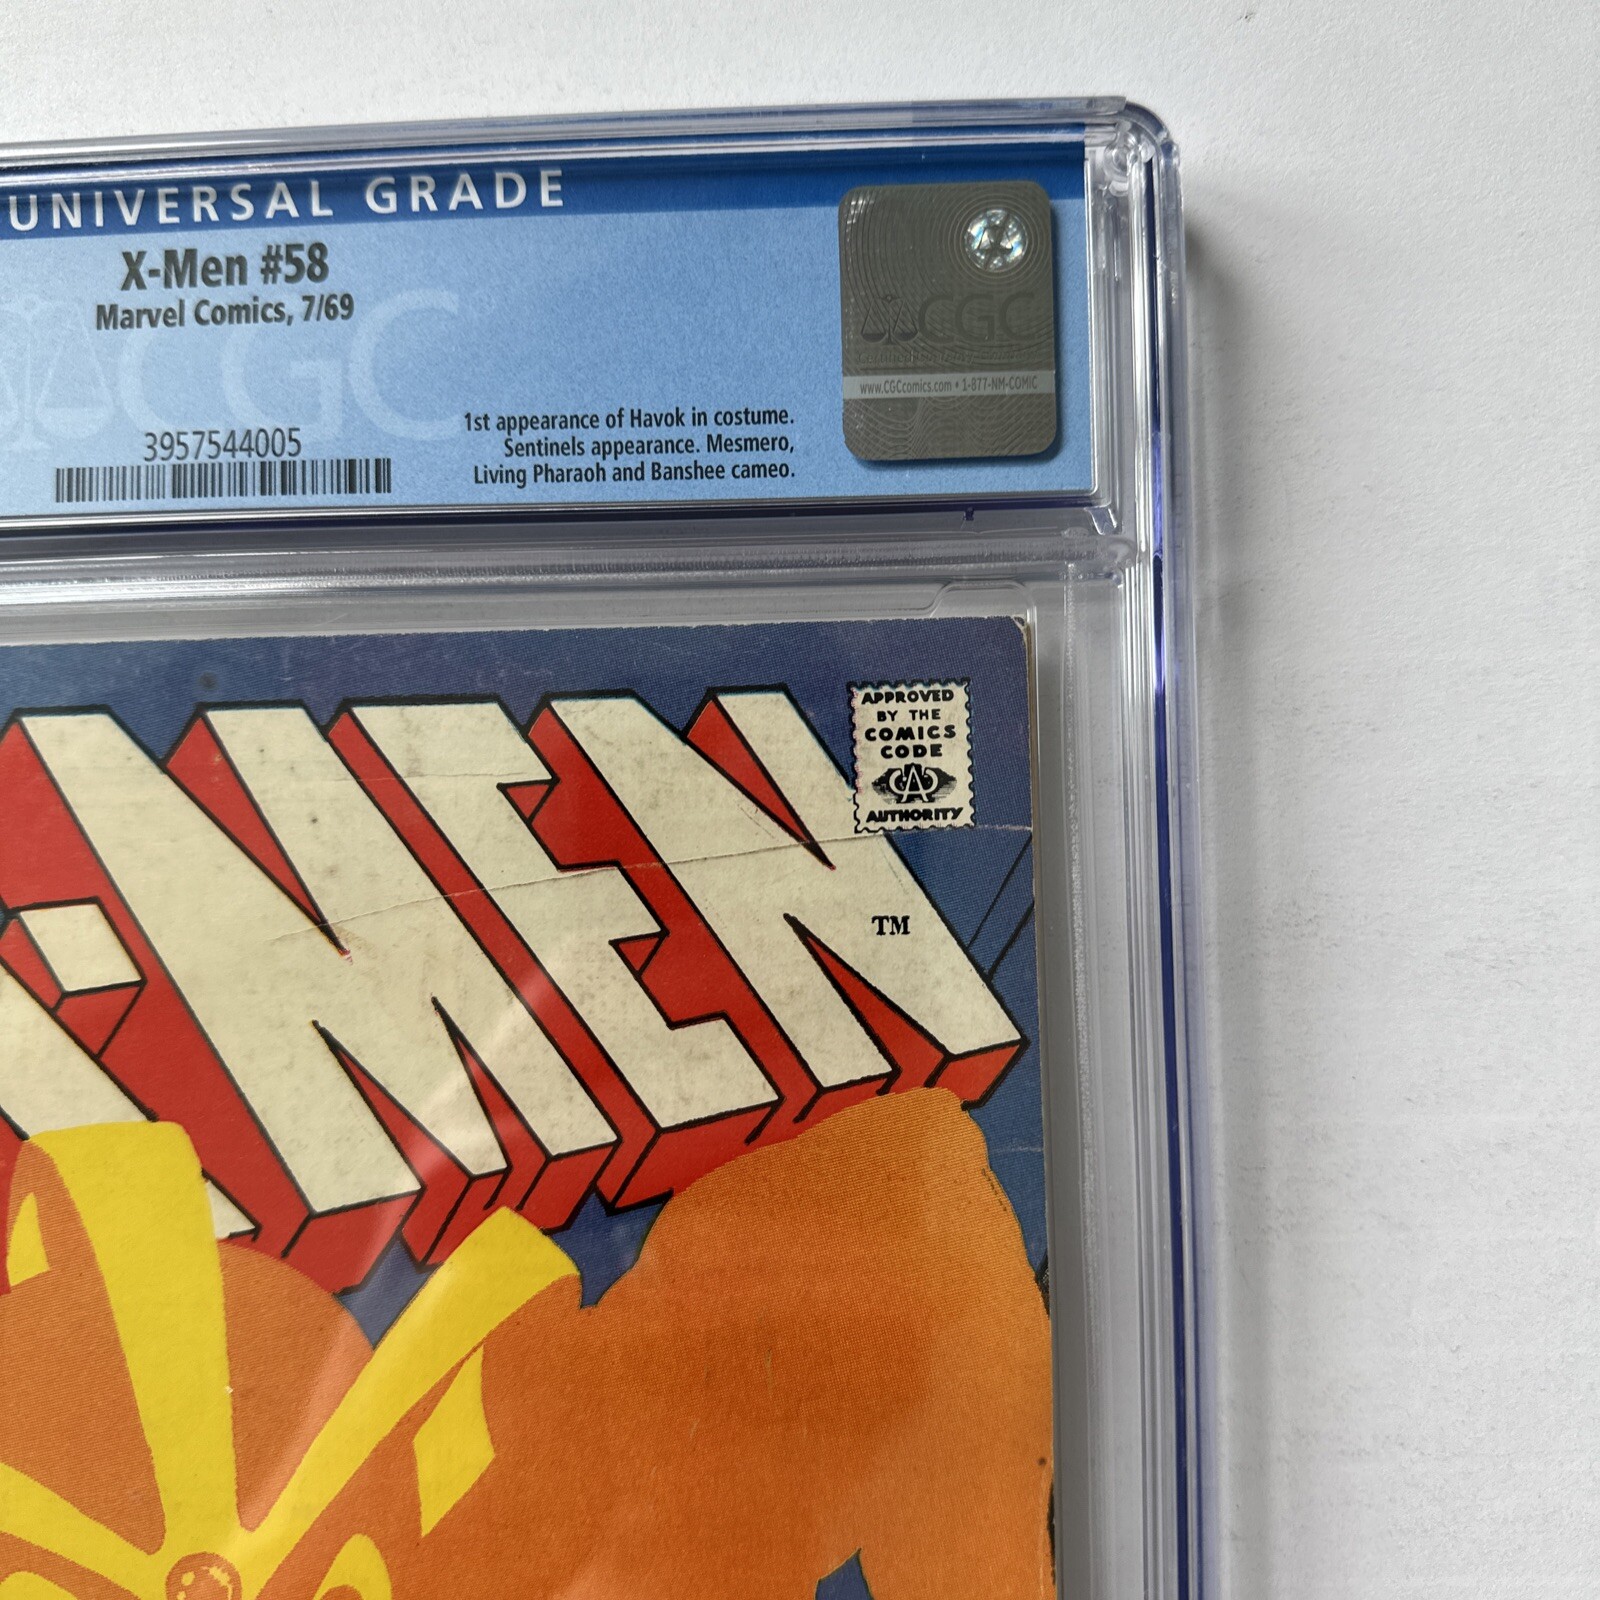 UNIVERSAL GRADE
X-Men #58
Marvel Comics, 7/69
CGC
3957544005
1st appearance of Havok in costume.
Sentinels appearance. Mesmero,
Living Pharaoh and Banshee cameo.
CGC
www.CGCcomics.com • 1-877-NM-COMIC
APPROVED
BY THE
COMICS
CODE
CA
AUTHORITY
-MEN
TM